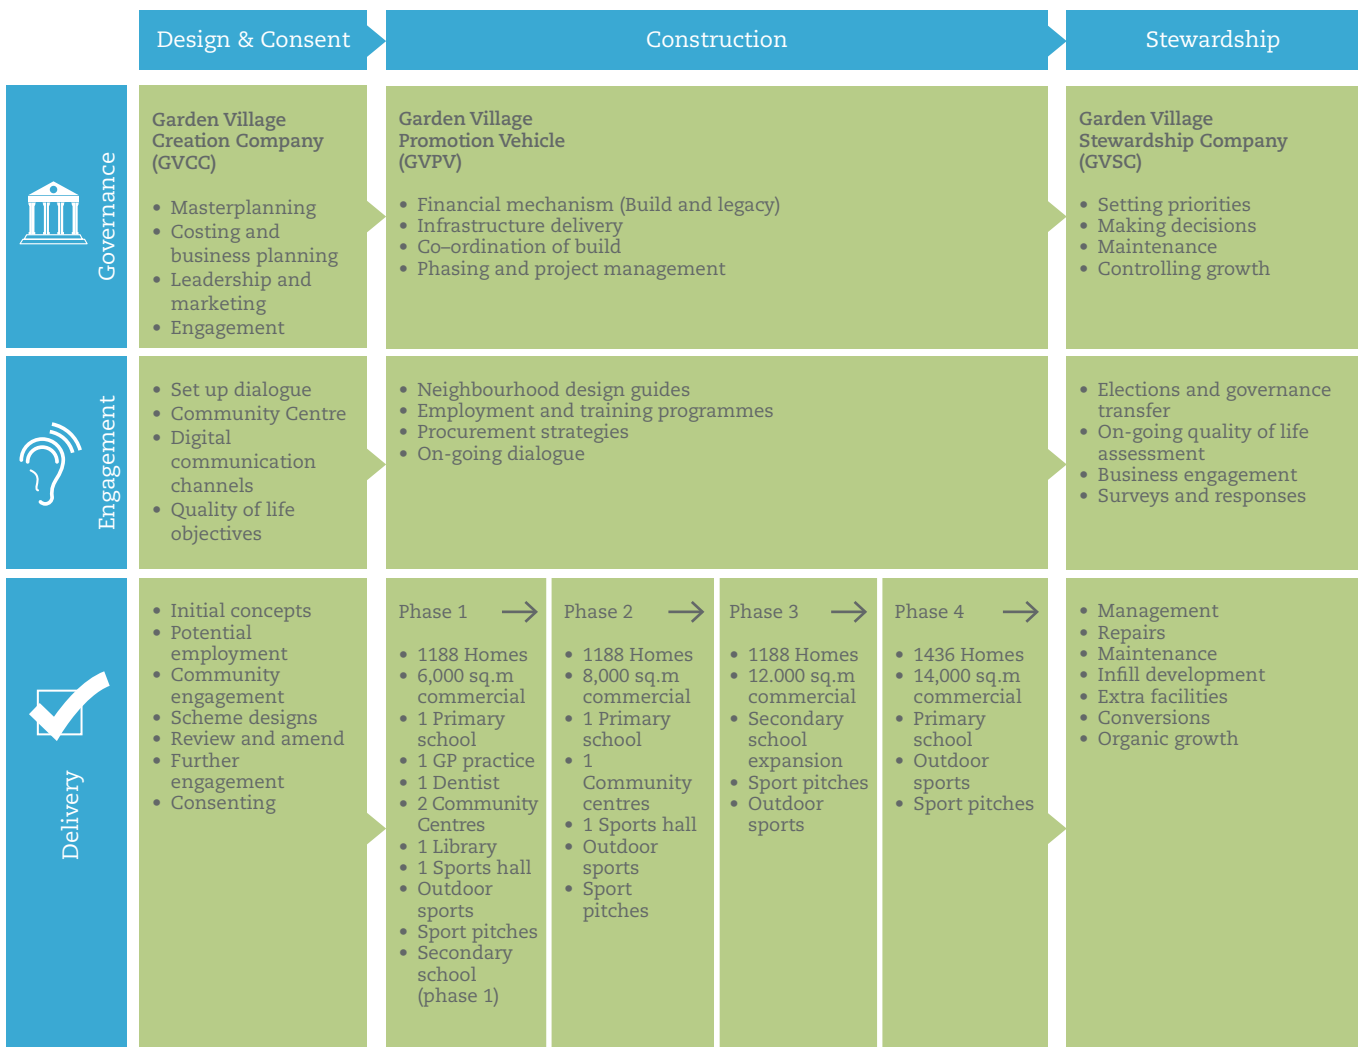 Design & Consent
Construction
Stewardship
Governance
Garden Village
Creation Company
(GVCC)
• Masterplanning
• Costing and
business planning
• Leadership and
marketing
• Engagement
Garden Village
Promotion Vehicle
(GVPV)
• Financial mechanism (Build and legacy)
• Infrastructure delivery
• Co–ordination of build
• Phasing and project management
Garden Village
Stewardship Company
(GVSC)
• Setting priorities
• Making decisions
• Maintenance
• Controlling growth
Engagement
• Set up dialogue
• Community Centre
• Digital
communication
channels
• Quality of life
objectives
• Neighbourhood design guides
• Employment and training programmes
• Procurement strategies
• On-going dialogue
• Elections and governance
transfer
• On-going quality of life
assessment
• Business engagement
• Surveys and responses
Delivery
• Initial concepts
• Potential
employment
• Community
engagement
• Scheme designs
• Review and amend
• Further
engagement
• Consenting
Phase 1
• 1188 Homes
• 6,000 sq.m
commercial
• 1 Primary
school
• 1 GP practice
• 1 Dentist
• 2 Community
Centres
• 1 Library
• 1 Sports hall
• Outdoor
sports
• Sport pitches
• Secondary
school
(phase 1)
Phase 2
• 1188 Homes
• 8,000 sq.m
commercial
• 1 Primary
school
• 1
Community
centres
• 1 Sports hall
• Outdoor
sports
• Sport
pitches
Phase 3
• 1188 Homes
• 12.000 sq.m
commercial
• Secondary
school
expansion
• Sport pitches
• Outdoor
sports
Phase 4
• 1436 Homes
• 14,000 sq.m
commercial
• Primary
school
• Outdoor
sports
• Sport pitches
• Management
• Repairs
• Maintenance
• Infill development
• Extra facilities
• Conversions
• Organic growth